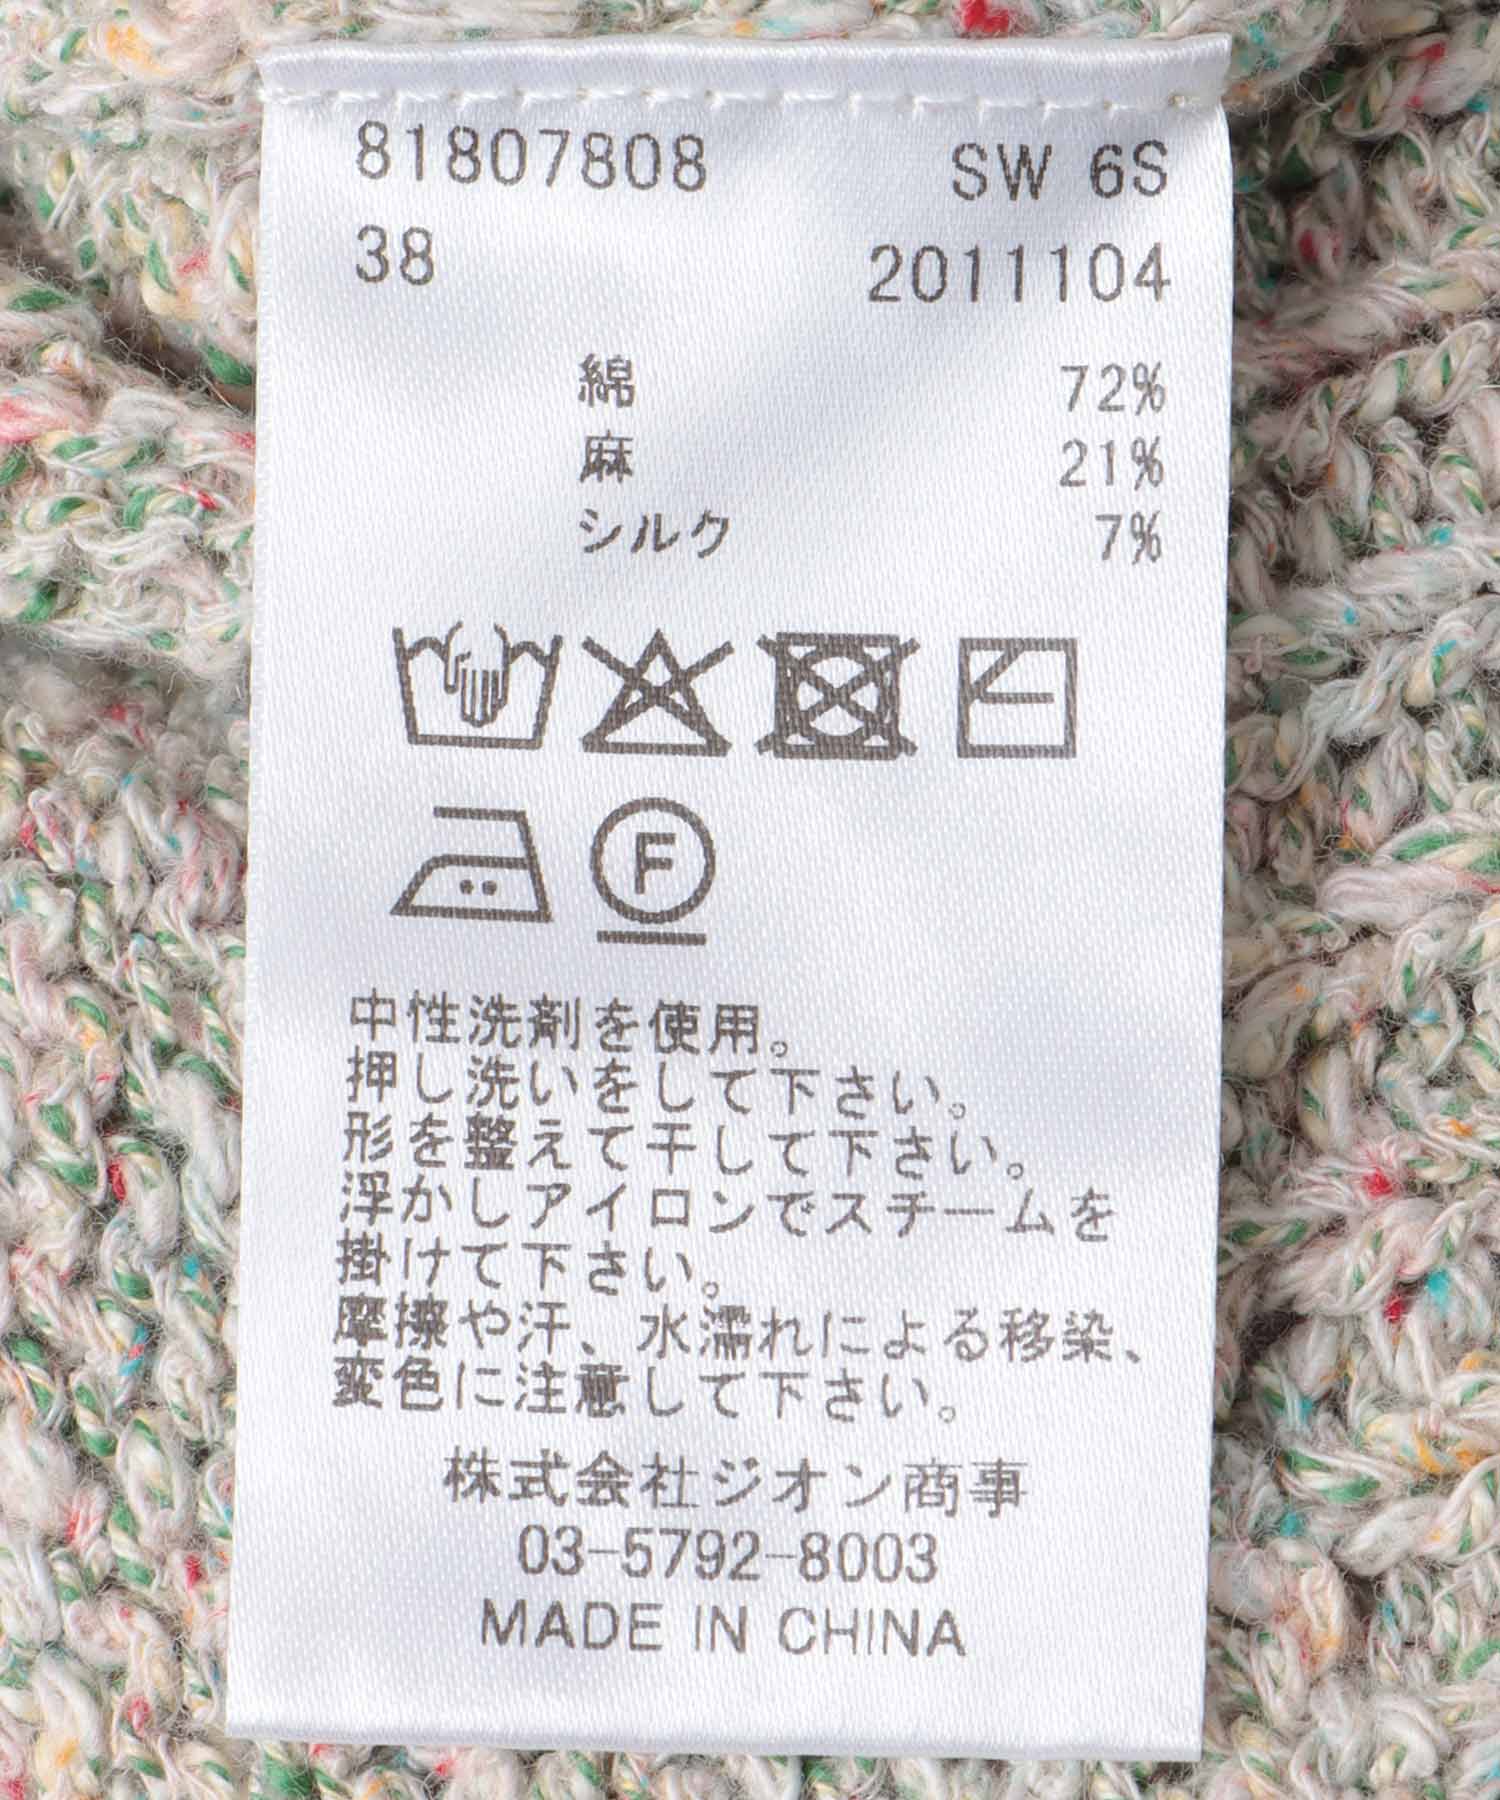 81807808 SW 6S
38 2011104
綿 72%
麻 21%
シルク 7%
F
中性洗剤を使用。
押し洗いをして下さい。
形を整えて干して下さい。
浮かしアイロンでスチームを
掛けて下さい。
摩擦や汗、水濡れによる移染、
変色に注意して下さい。
株式会社ジオン商事
03-5792-8003
MADE IN CHINA